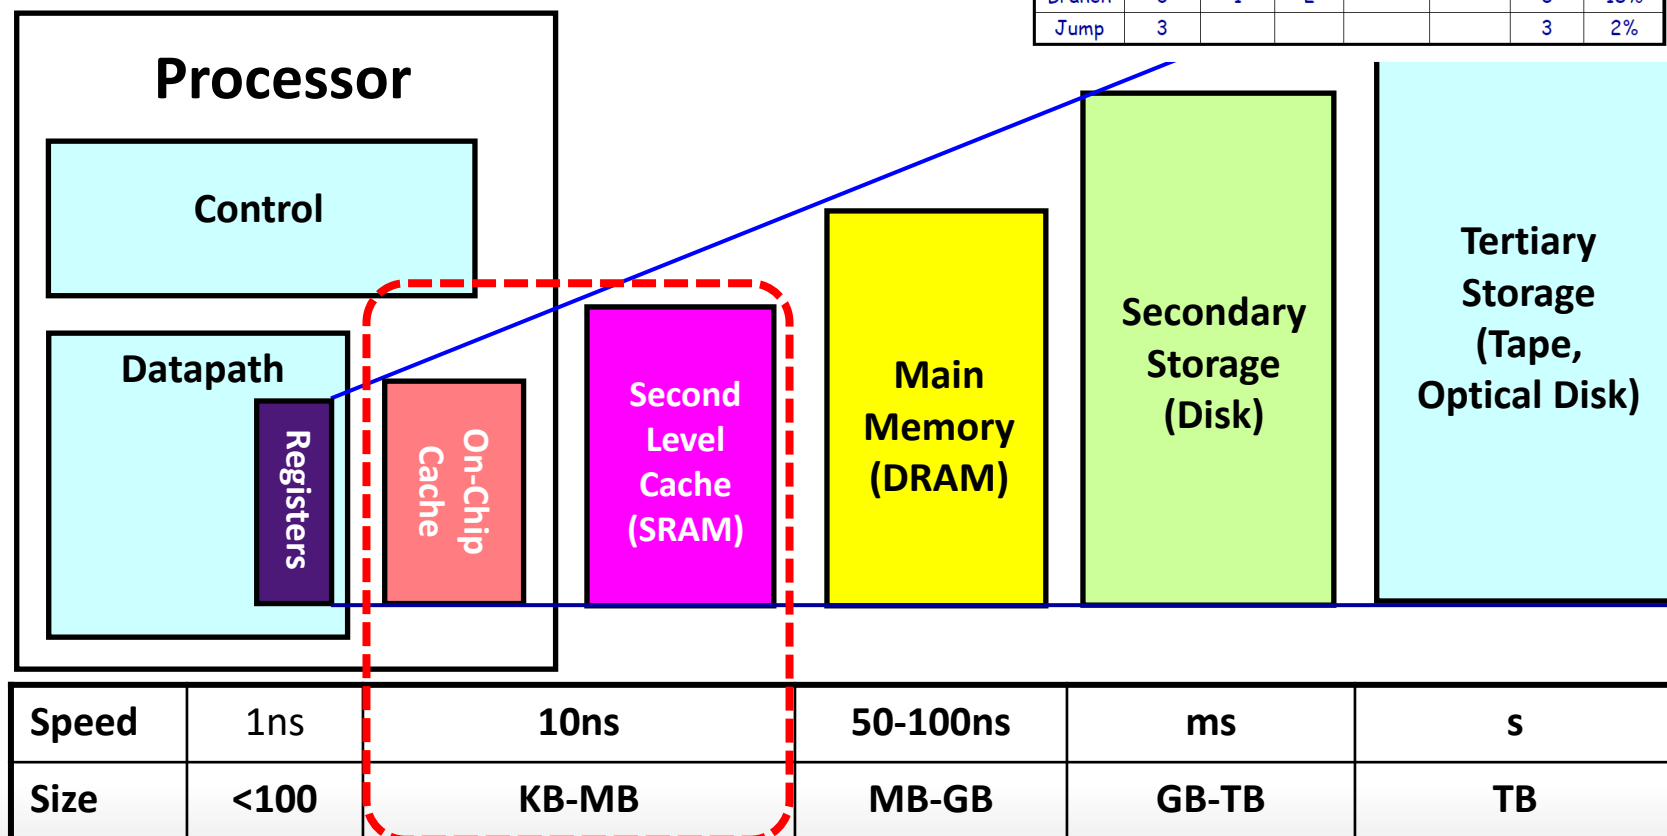 Jump 3 3 2%
Processor
Control
Datapath
Registers
On-Chip
Cache
Second
Level
Cache
(SRAM)
Main
Memory
(DRAM)
Secondary
Storage
(Disk)
Tertiary
Storage
(Tape,
Optical Disk)
Speed 1ns 10ns 50-100ns ms s
Size <100 KB-MB MB-GB GB-TB TB